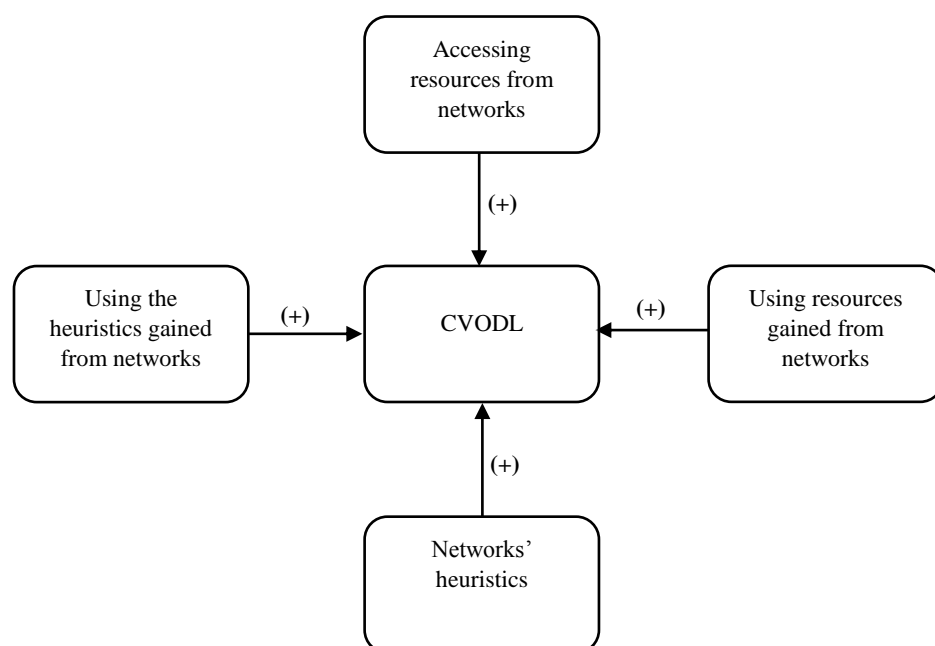 Accessing
resources from
networks
(+)
Using the
heuristics gained
from networks
(+)
CVODL
(+)
Using resources
gained from
networks
(+)
Networks’
heuristics